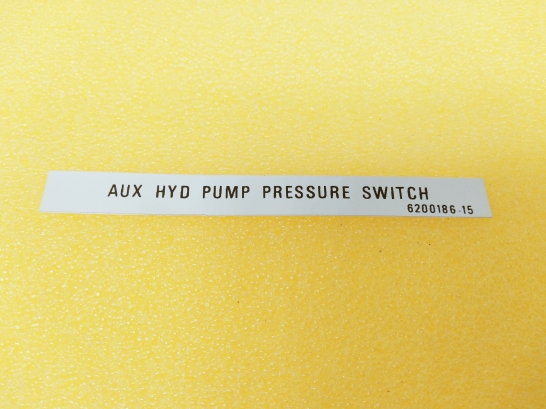 AUX HYD PUMP PRESSURE SWITCH
6200186-15